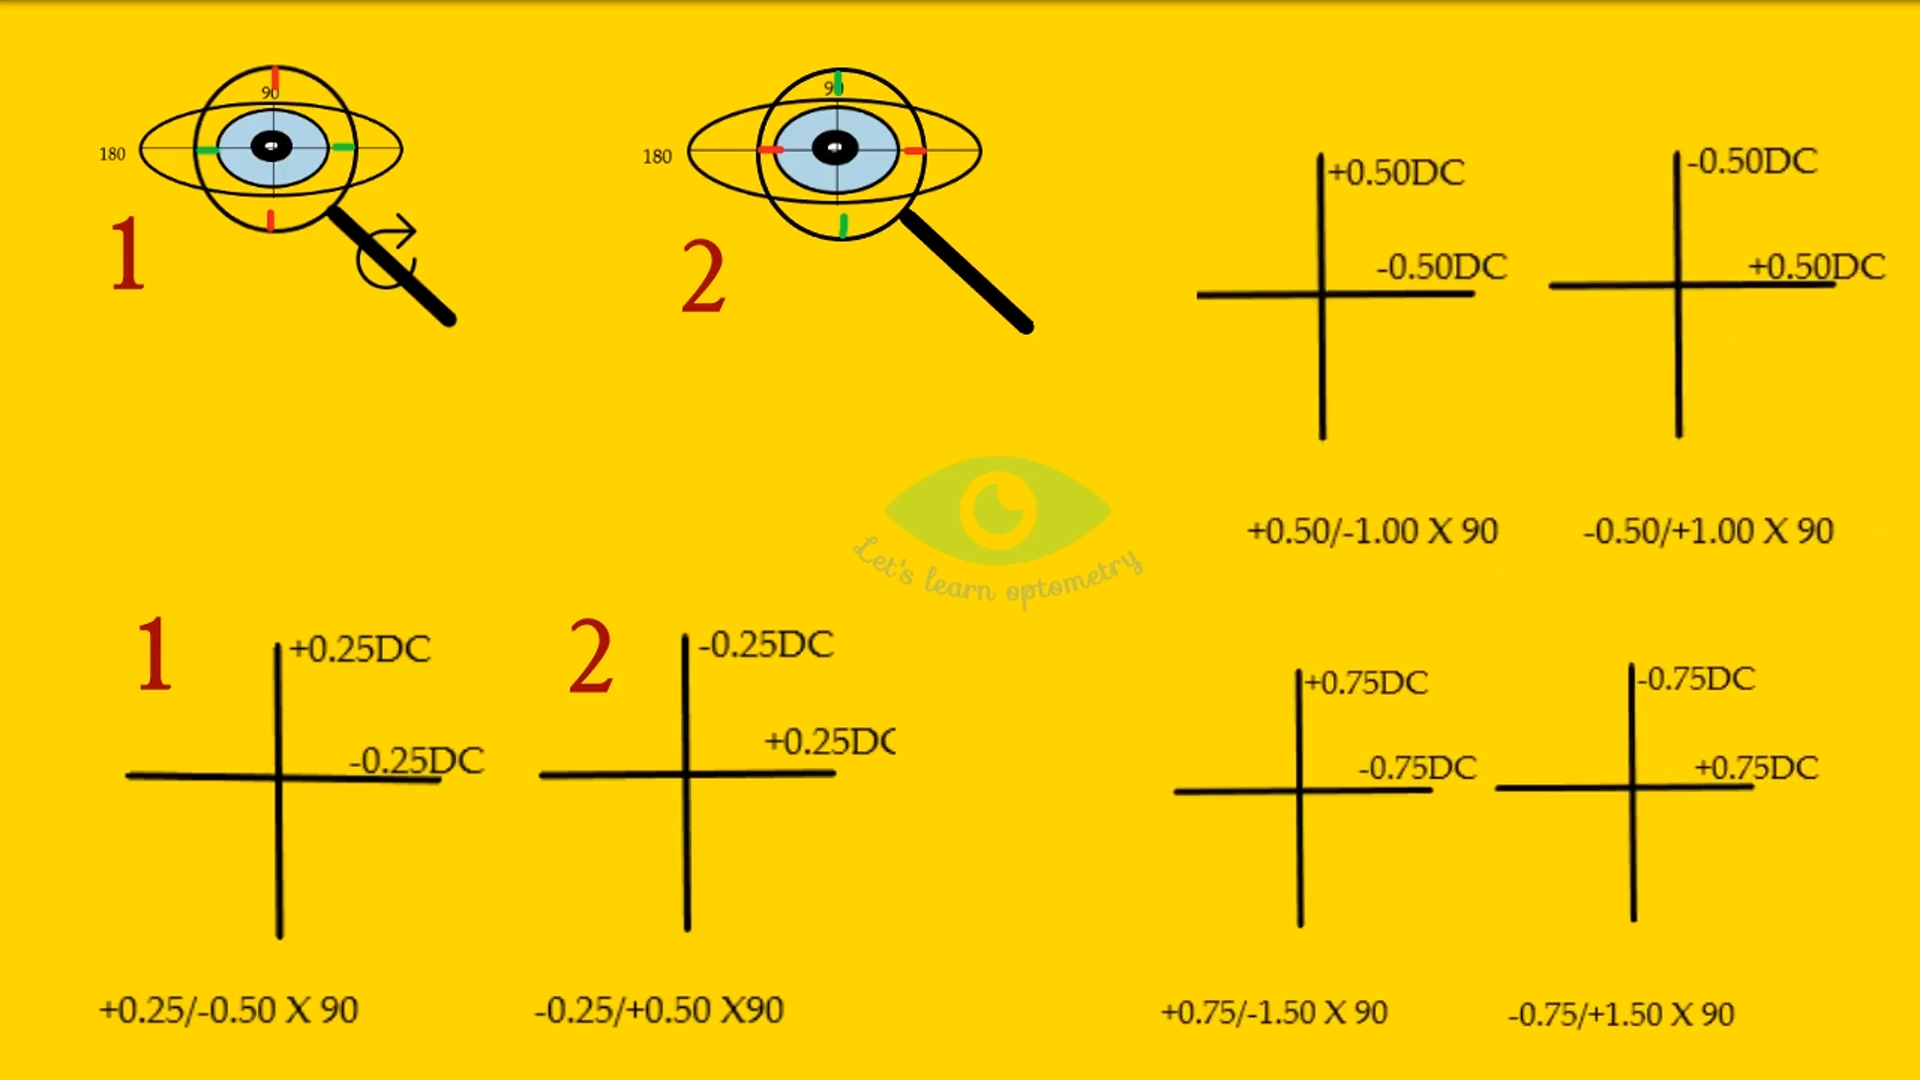 90
180
1
90
180
2
+0.50DC
-0.50DC
+0.50/-1.00 X 90
-0.50DC
+0.50DC
-0.50/+1.00 X 90
Let's learn optometry
1
+0.25DC
-0.25DC
+0.25/-0.50 X 90
2
-0.25DC
+0.25DC
-0.25/+0.50 X90
+0.75DC
-0.75DC
+0.75/-1.50 X 90
-0.75DC
+0.75DC
-0.75/+1.50 X 90